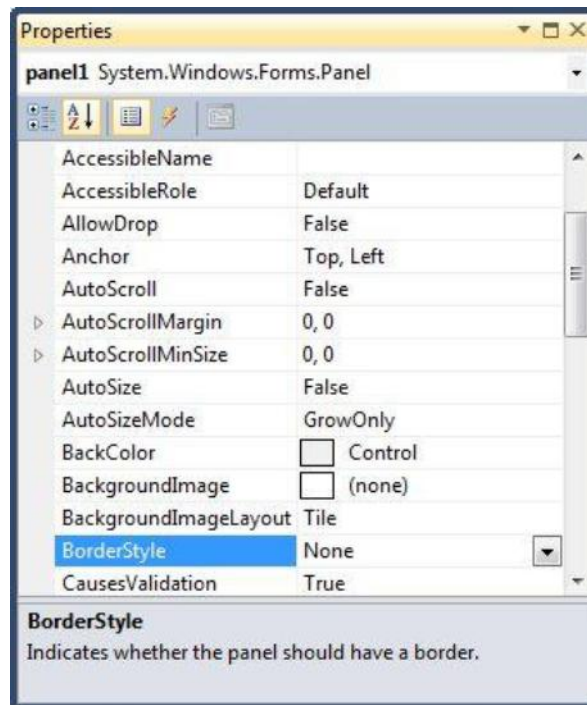 Properties
panel1 System.Windows.Forms.Panel
AccessibleName
AccessibleRole Default
AllowDrop False
Anchor Top, Left
AutoScroll False
AutoScrollMargin 0, 0
AutoScrollMinSize 0, 0
AutoSize False
AutoSizeMode GrowOnly
BackColor Control
BackgroundImage (none)
BackgroundImageLayout Tile
BorderStyle None
CausesValidation True
BorderStyle
Indicates whether the panel should have a border.